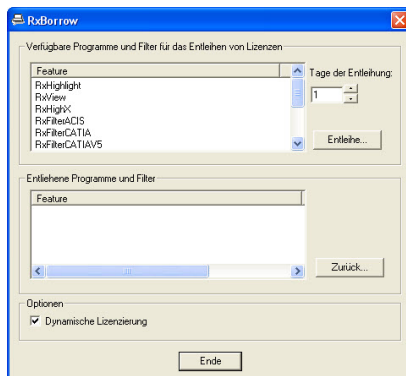 RxBorrow
Verfügbare Programme und Filter für das Entleihen von Lizenzen
Feature
Tage der Entleihung:
RxHighlight
RxView
1
RxHighX
RxFilterACIS
RxFilterCATIA
RxFilterCATIAV5
Entleihe...
Entliehene Programme und Filter
Feature
Zurück...
Optionen
Dynamische Lizenzierung
Ende